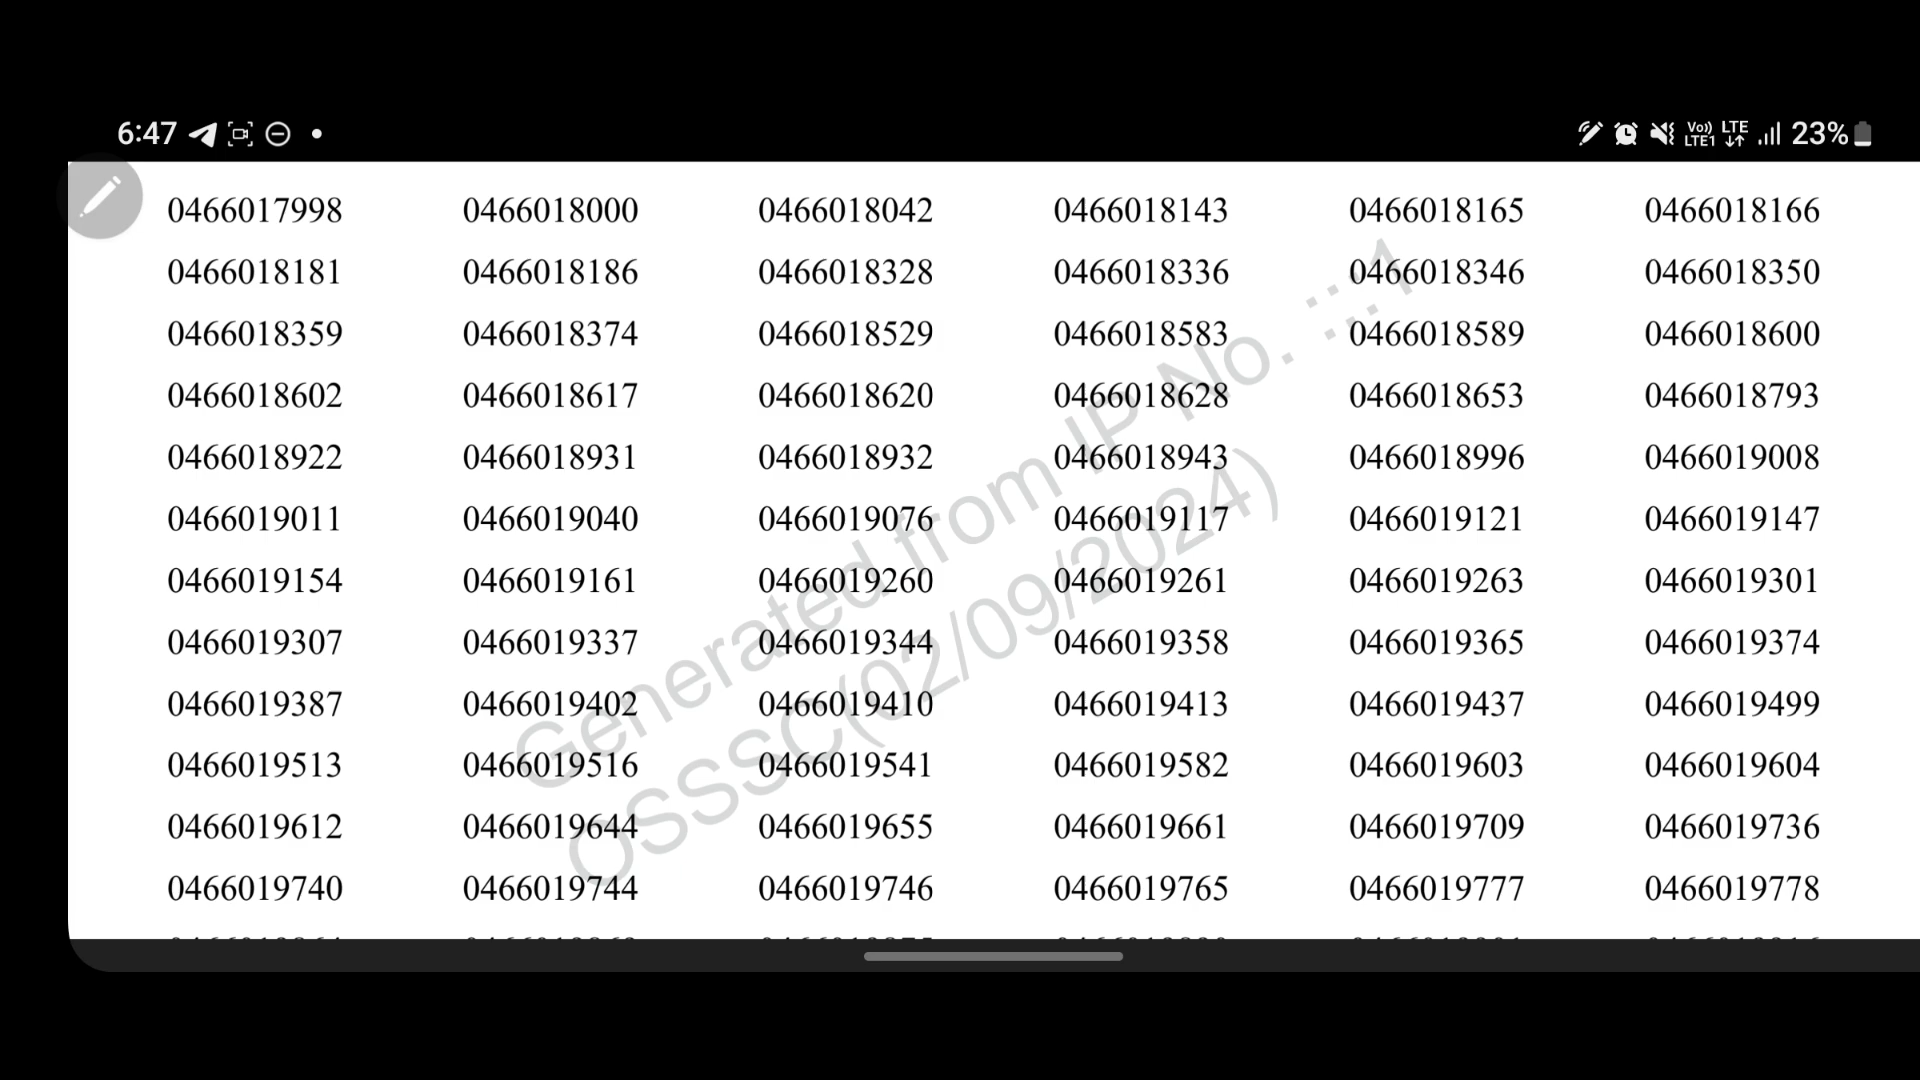 6:47 Vo)) LTE1 LTE 23%
0466017998 0466018000 0466018042 0466018143 0466018165 0466018166
0466018181 0466018186 0466018328 0466018336 0466018346 0466018350
0466018359 0466018374 0466018529 0466018583 0466018589 0466018600
0466018602 0466018617 0466018620 0466018628 0466018653 0466018793
0466018922 0466018931 0466018932 0466018943 0466018996 0466019008
0466019011 0466019040 0466019076 0466019117 0466019121 0466019147
0466019154 0466019161 0466019260 0466019261 0466019263 0466019301
0466019307 0466019337 0466019344 0466019358 0466019365 0466019374
0466019387 0466019402 0466019410 0466019413 0466019437 0466019499
0466019513 0466019516 0466019541 0466019582 0466019603 0466019604
0466019612 0466019644 0466019655 0466019661 0466019709 0466019736
0466019740 0466019744 0466019746 0466019765 0466019777 0466019778
Generated from IP No. :::1
OSSSC(02/09/2024)